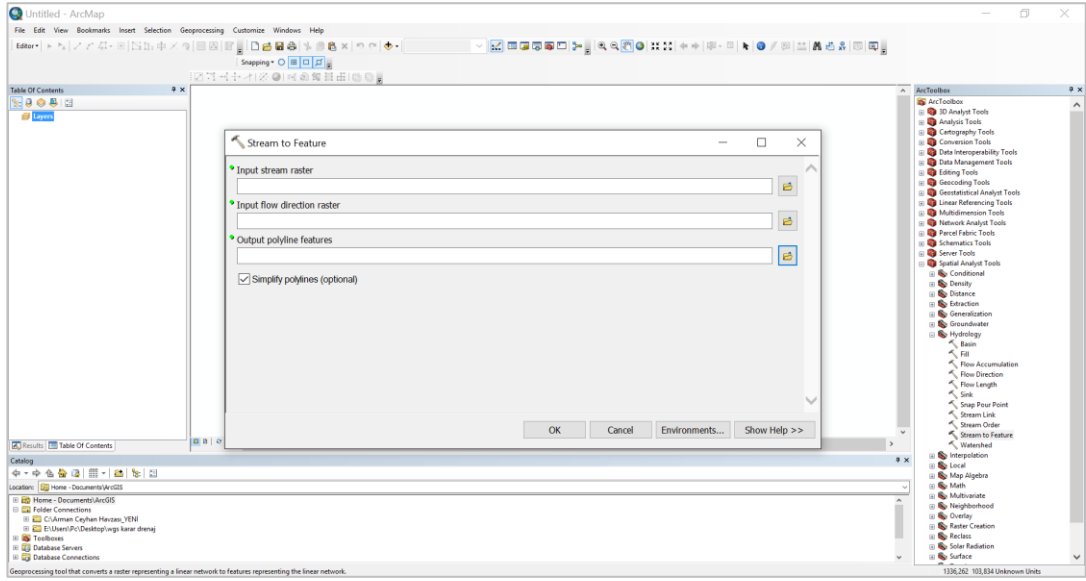 Untitled - ArcMap
File Edit View Bookmarks Insert Selection Geoprocessing Customize Windows Help
Editor
Snapping
Table Of Contents
Layers
Stream to Feature
Input stream raster
Input flow direction raster
Output polyline features
Simplify polylines (optional)
OK Cancel Environments... Show Help >>
ArcToolbox
ArcToolbox
3D Analyst Tools
Analysis Tools
Cartography Tools
Conversion Tools
Data Interoperability Tools
Data Management Tools
Editing Tools
Geocoding Tools
Geostatistical Analyst Tools
Linear Referencing Tools
Multidimension Tools
Network Analyst Tools
Parcel Fabric Tools
Schematics Tools
Server Tools
Spatial Analyst Tools
Conditional
Density
Distance
Extraction
Generalization
Groundwater
Hydrology
Basin
Fill
Flow Accumulation
Flow Direction
Flow Length
Sink
Snap Pour Point
Stream Link
Stream Order
Stream to Feature
Watershed
Interpolation
Local
Map Algebra
Math
Multivariate
Neighborhood
Overlay
Raster Creation
Reclass
Solar Radiation
Surface
Results Table Of Contents
Catalog
Location: Home - Documents\ArcGIS
Home - Documents\ArcGIS
Folder Connections
C:\Armen Ceyhan Havzası_YENİ
E:\Users\Pc\Desktop\wgs karar drenaj
Toolboxes
Database Servers
Database Connections
Geoprocessing tool that converts a raster representing a linear network to features representing the linear network.
1336,262 103,834 Unknown Units